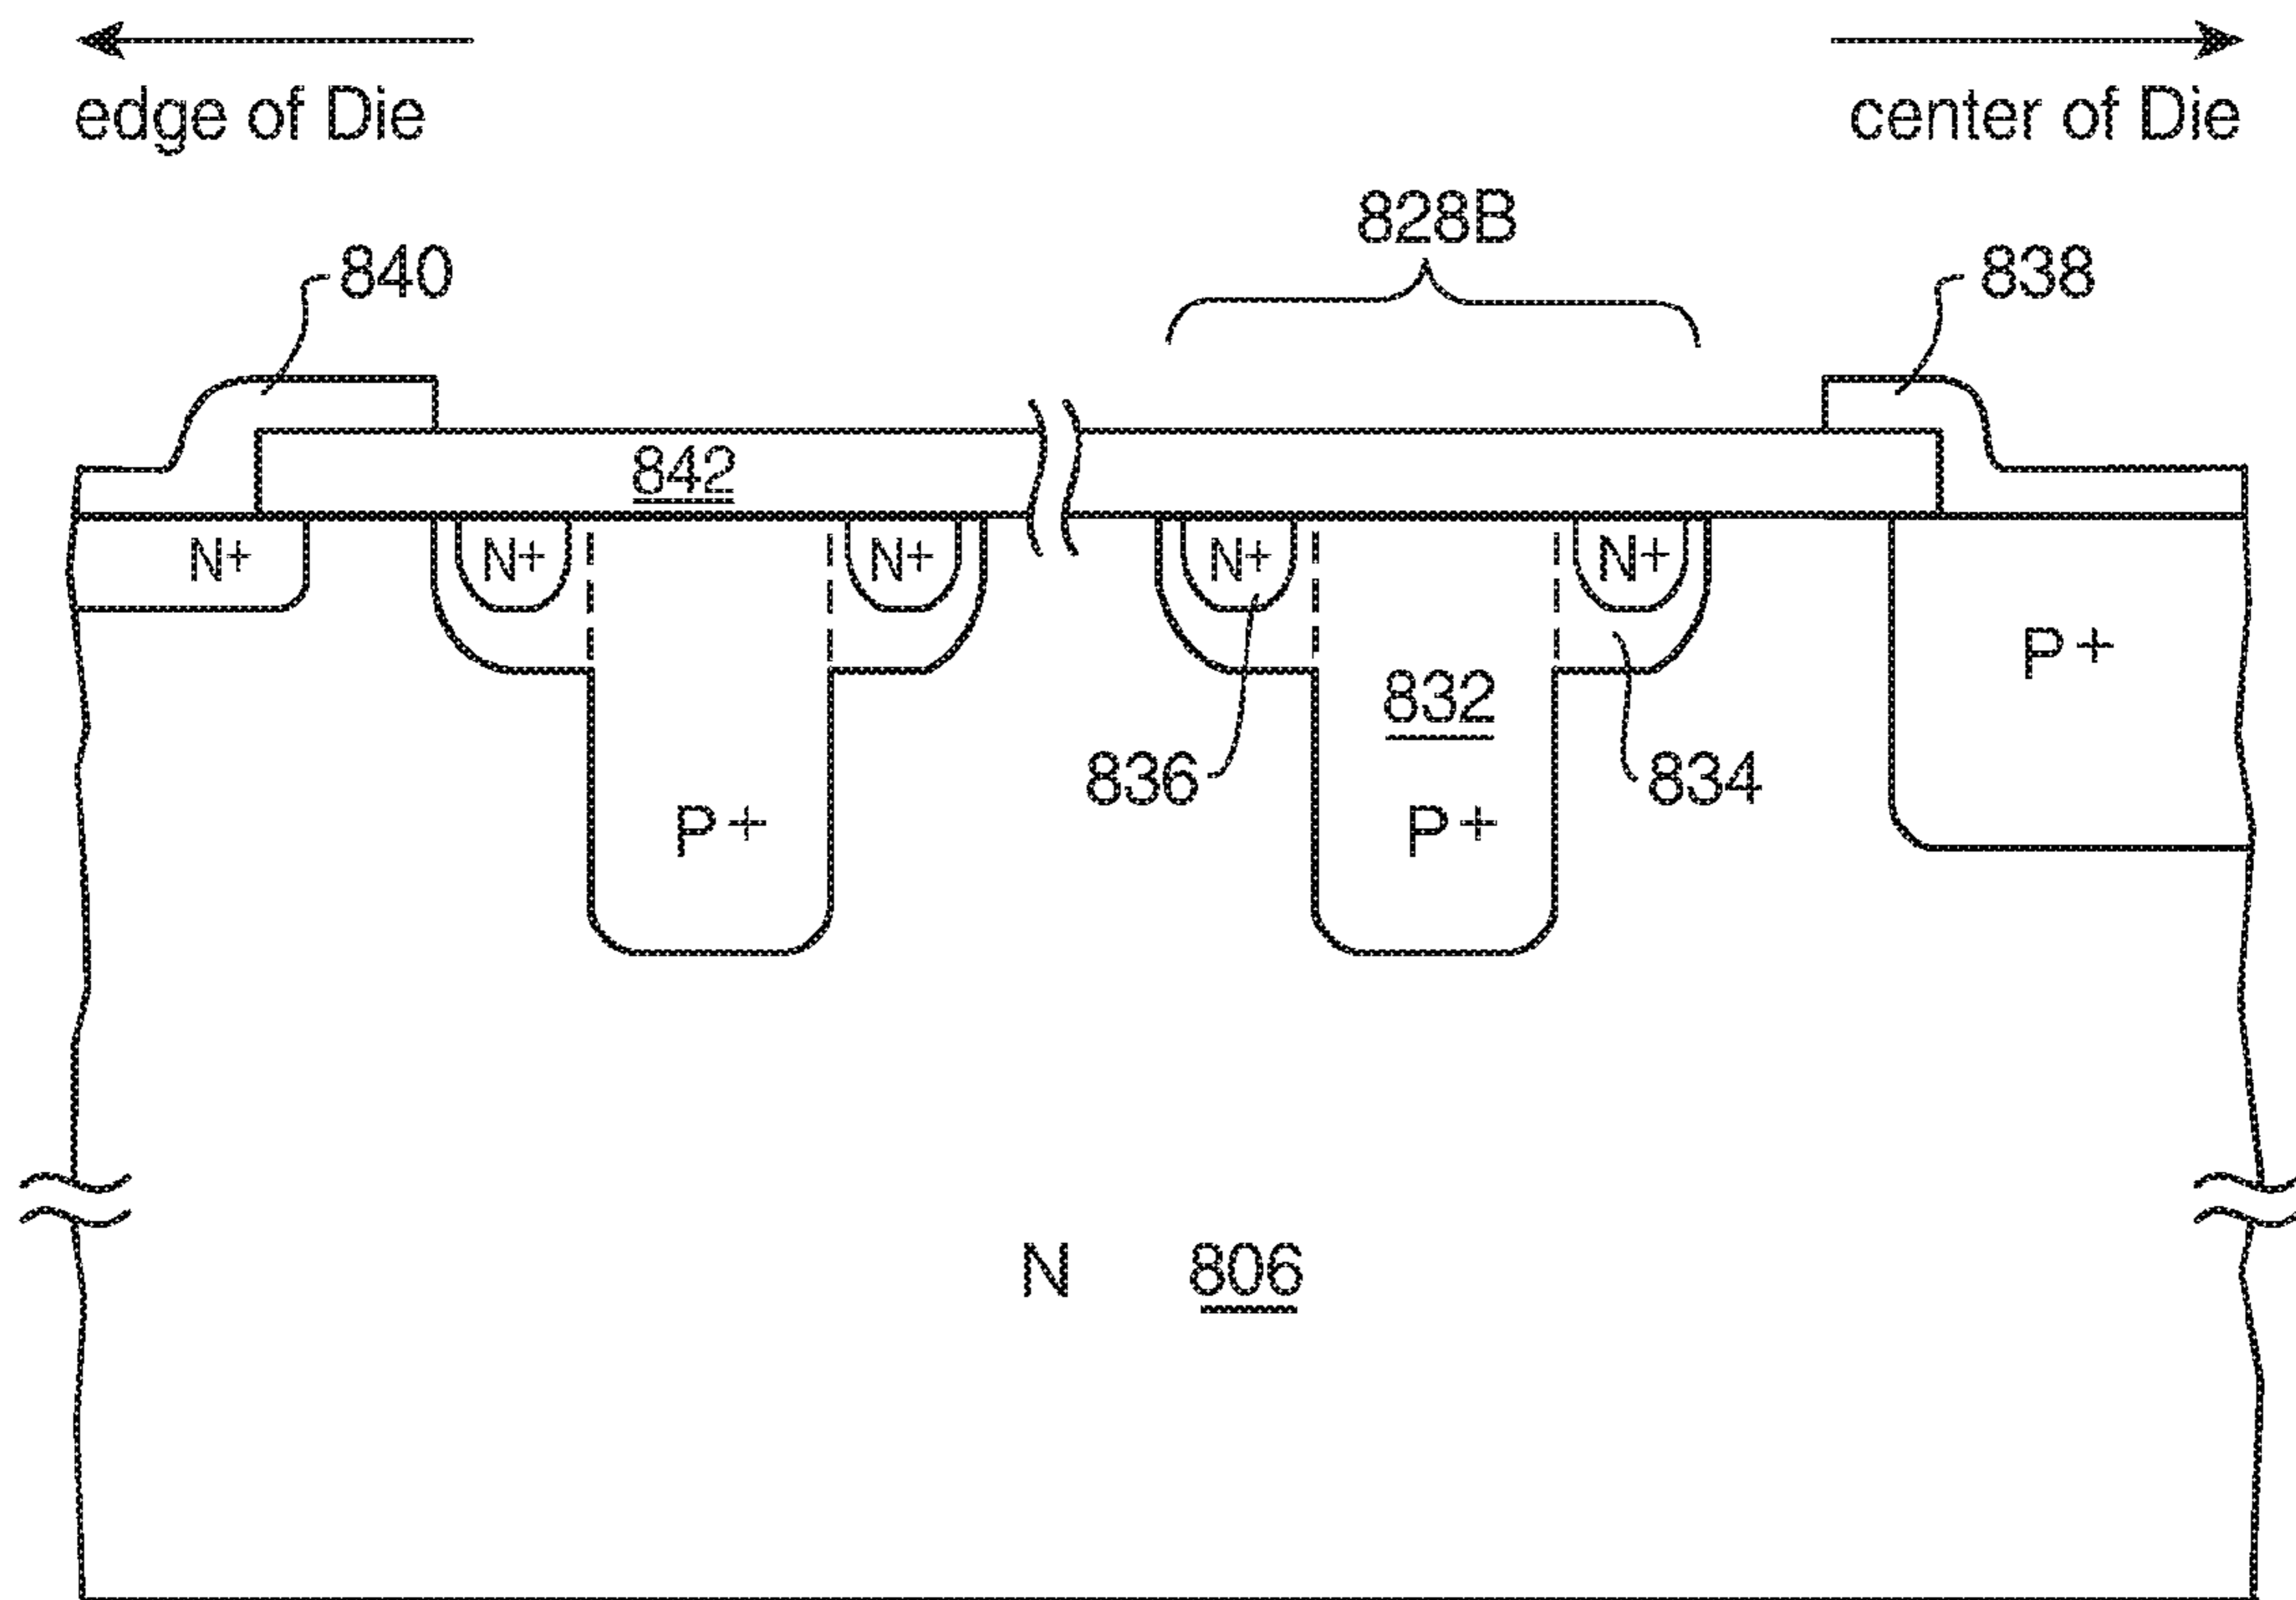 edge of Die
center of Die
828B
840
838
842
N+
N+
N+
N+
N+
P+
832
836
834
P+
P+
N
806